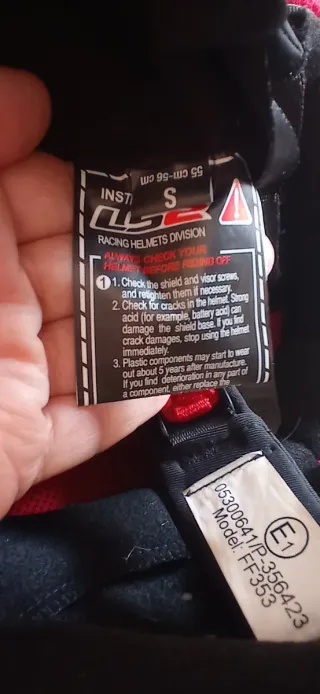 55 cm-56 cm
S
INST
LS2
RACING HELMETS DIVISION
ALWAYS CHECK YOUR
HELMET BEFORE RIDING OFF
1 1. Check the shield and visor screws,
and retighten them if necessary.
2. Check for cracks in the helmet. Strong
acid (for example, battery acid) can
damage the shield base. If you find
crack damages, stop using the helmet
immediately.
3. Plastic components may start to wear
out about 5 years after manufacture.
If you find deterioration in any part of
a component, either replace the
E1
05300641/P-356423
Model: FF353